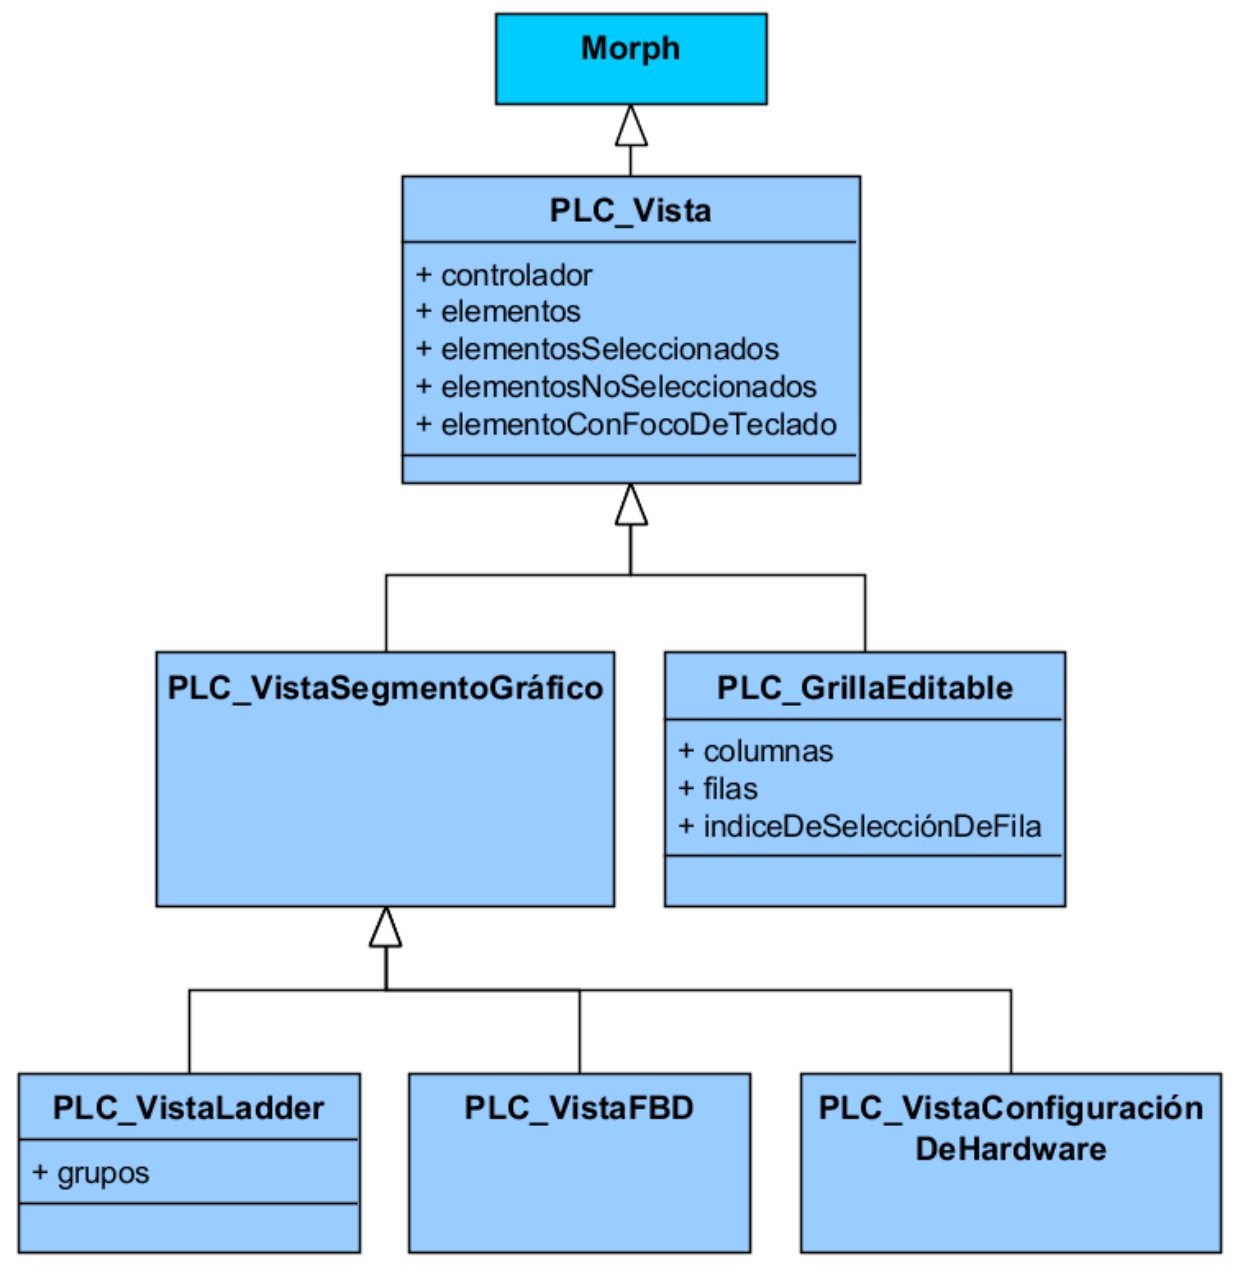 Morph
PLC_Vista
+ controlador
+ elementos
+ elementosSeleccionados
+ elementosNoSeleccionados
+ elementoConFocoDeTeclado
PLC_VistaSegmentoGráfico
PLC_GrillaEditable
+ columnas
+ filas
+ indiceDeSelecciónDeFila
PLC_VistaLadder
+ grupos
PLC_VistaFBD
PLC_VistaConfiguración
DeHardware